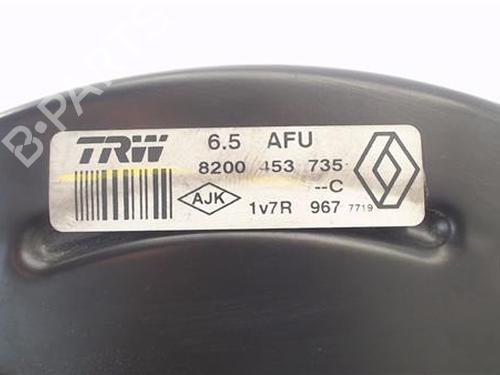 B-PARTS
TRW 6.5 AFU
8200 453 735-
--C
AJK 1v7R 967 7719